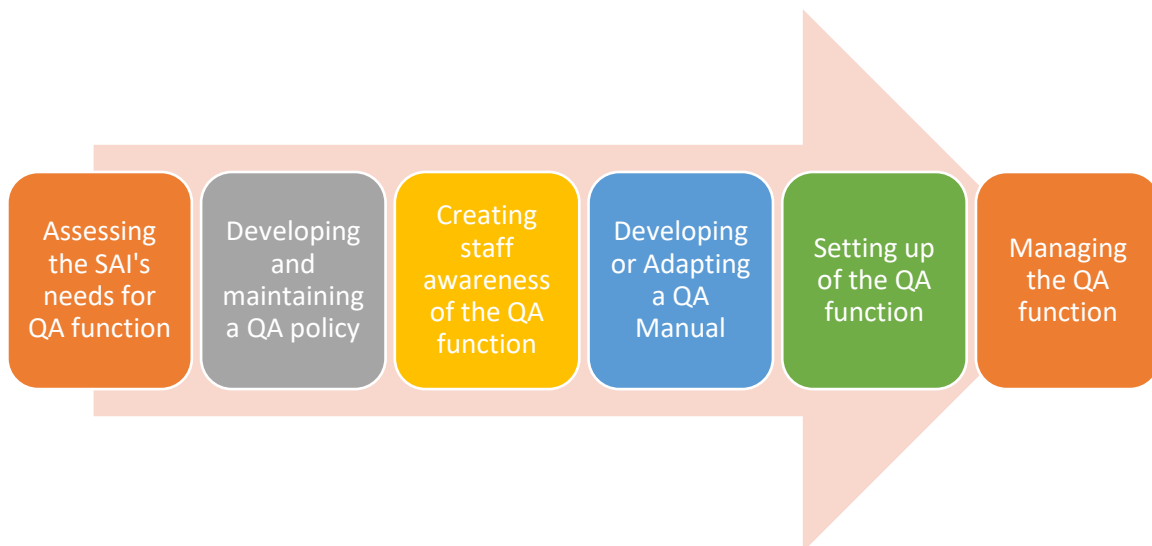 Assessing
the SAI's
needs for
QA function
Developing
and
maintaining
a QA policy
Creating
staff
awareness
of the QA
function
Developing
or Adapting
a QA
Manual
Setting up
of the QA
function
Managing
the QA
function